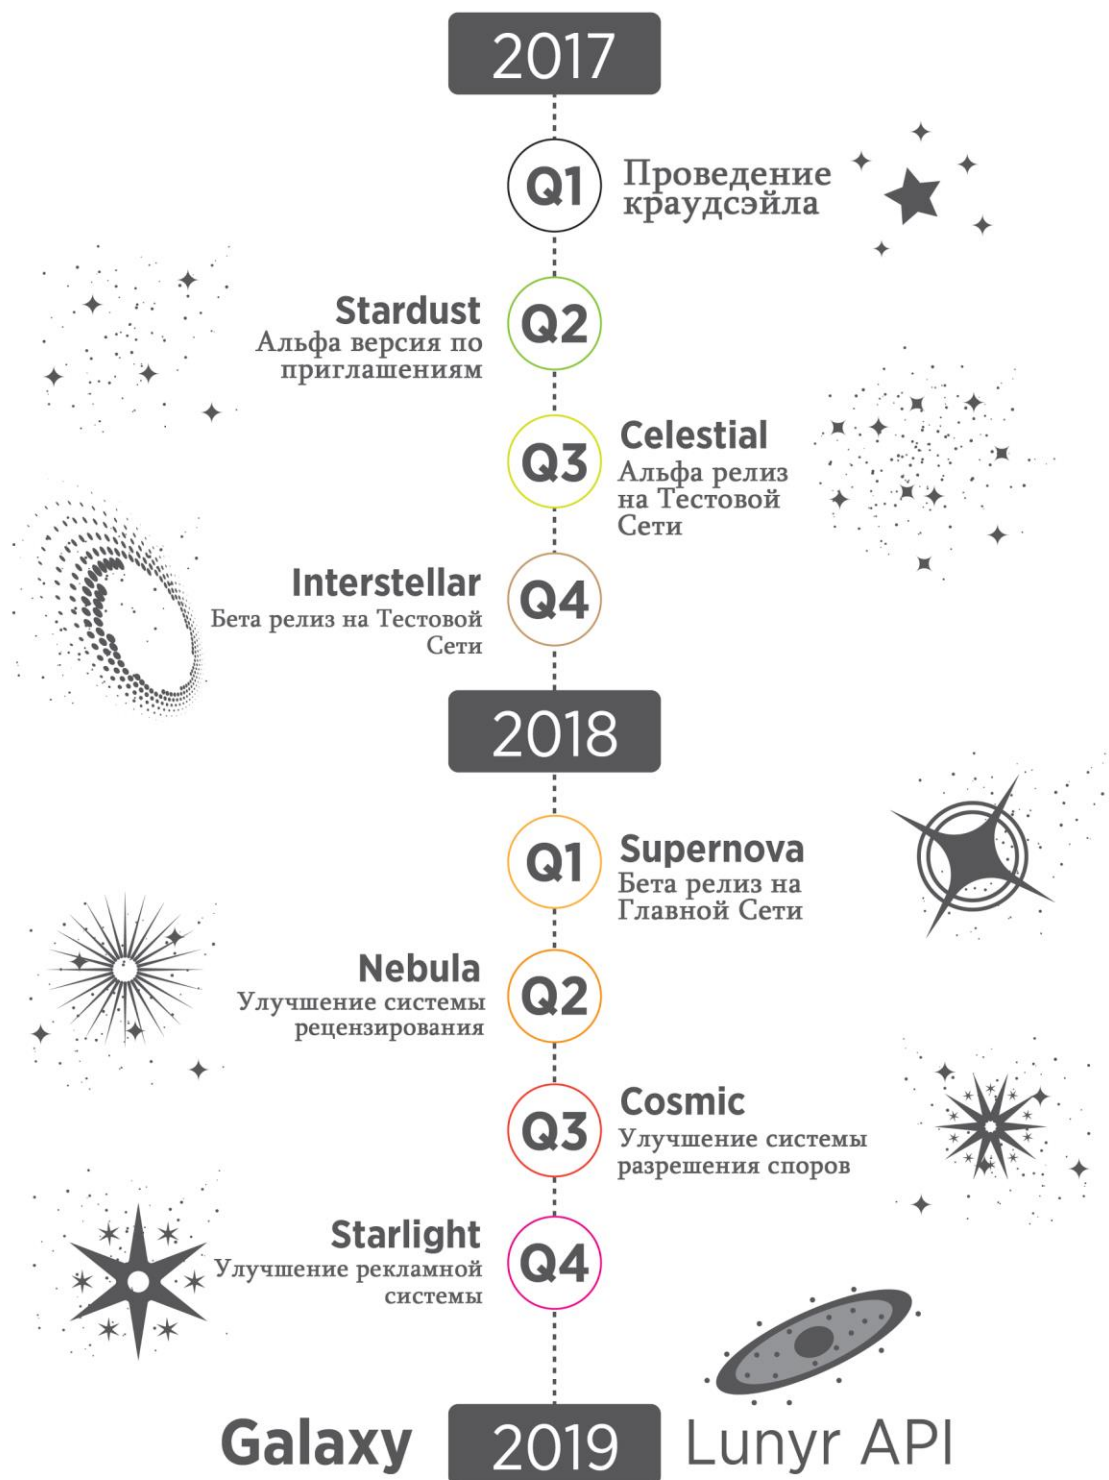 2017
Q1
Проведение
краудсэйла
Stardust
Альфа версия по
приглашениям
Q2
Q3
Celestial
Альфа релиз
на Тестовой
Сети
Interstellar
Бета релиз на Тестовой
Сети
Q4
2018
Q1
Supernova
Бета релиз на
Главной Сети
Nebula
Улучшение системы
рецензирования
Q2
Q3
Cosmic
Улучшение системы
разрешения споров
Starlight
Улучшение рекламной
системы
Q4
Galaxy 2019 Lunyr API